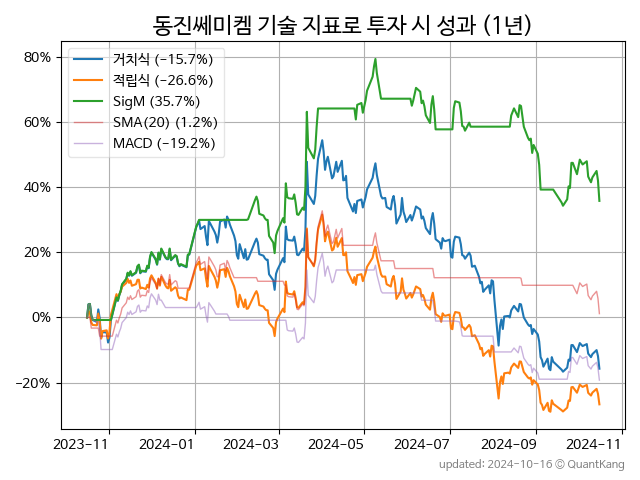 동진쎄미켐 기술 지표로 투자 시 성과 (1년)
80%
60%
40%
20%
0%
−20%
거치식 (−15.7%)
적립식 (−26.6%)
SigM (35.7%)
SMA(20) (1.2%)
MACD (−19.2%)
2023-11
2024-01
2024-03
2024-05
2024-07
2024-09
2024-11
updated: 2024-10-16 © QuantKang